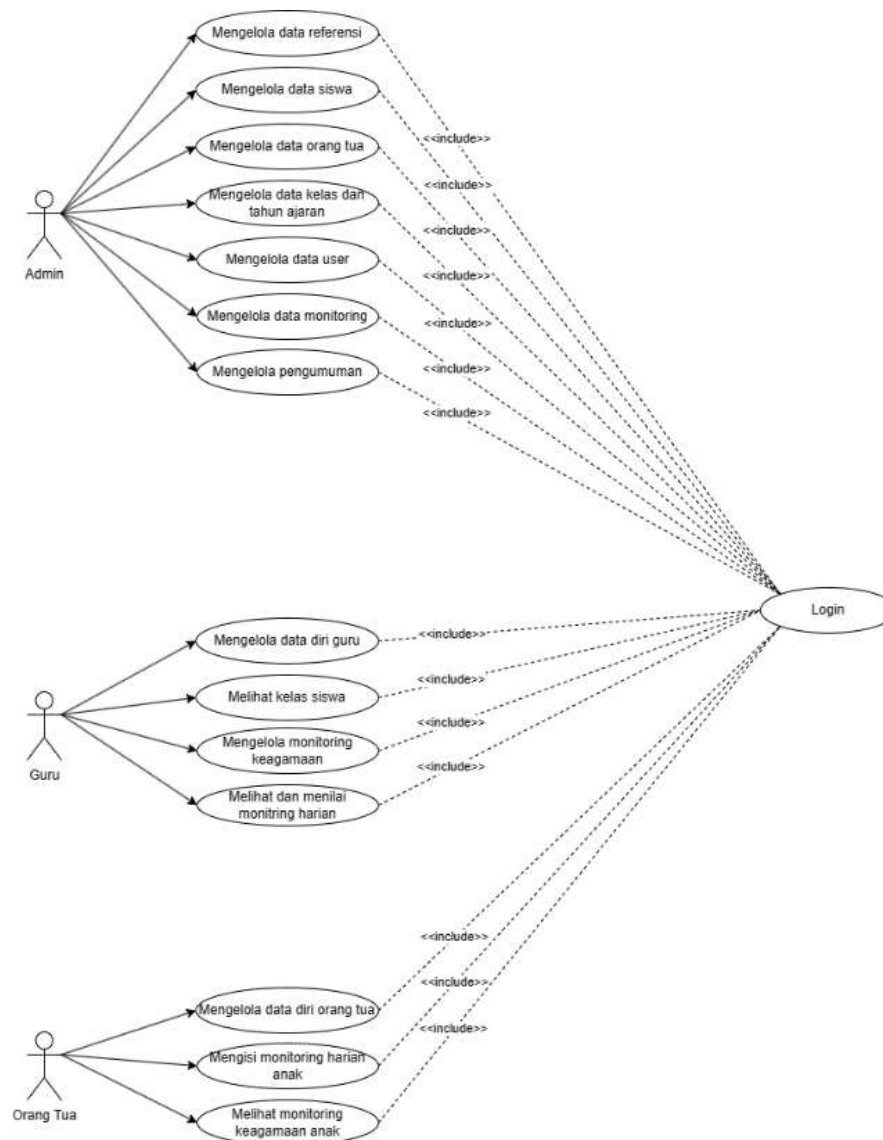 Mengelola data referensi
Mengelola data siswa
<<include>>
Mengelola data orang tua
<<include>>
Mengelola data kelas dan
tahun ajaran
<<include>>
Admin
Mengelola data user
<<include>>
Mengelola data monitoring
<<include>>
Mengelola pengumuman
<<include>>
<<include>>
Login
Mengelola data diri guru
<<include>>
Melihat kelas siswa
<<include>>
Mengelola monitoring
keagamaan
<<include>>
Guru
Melihat dan menilai
monitring harian
<<include>>
<<include>>
<<include>>
Mengelola data diri orang tua
<<include>>
Mengisi monitoring harian
anak
Orang Tua
Melihat monitoring
keagamaan anak